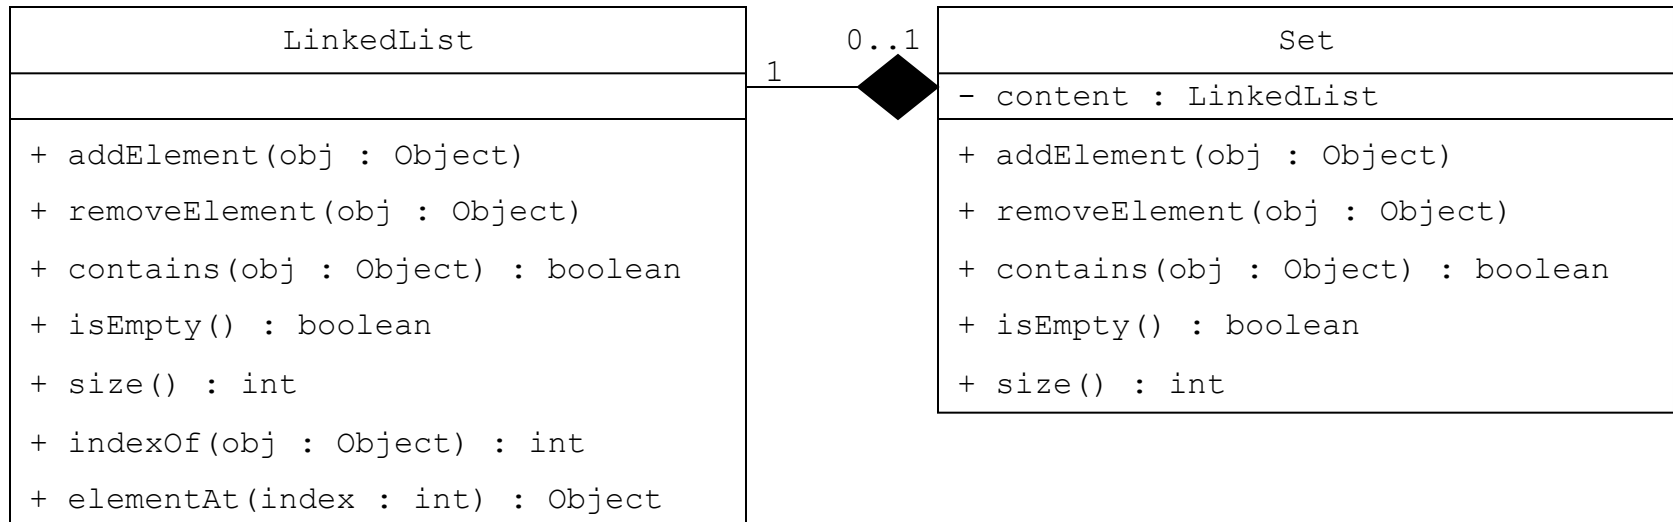 LinkedList
+ addElement(obj : Object)
+ removeElement(obj : Object)
+ contains(obj : Object) : boolean
+ isEmpty() : boolean
+ size() : int
+ indexOf(obj : Object) : int
+ elementAt(index : int) : Object
1
0..1
Set
- content : LinkedList
+ addElement(obj : Object)
+ removeElement(obj : Object)
+ contains(obj : Object) : boolean
+ isEmpty() : boolean
+ size() : int